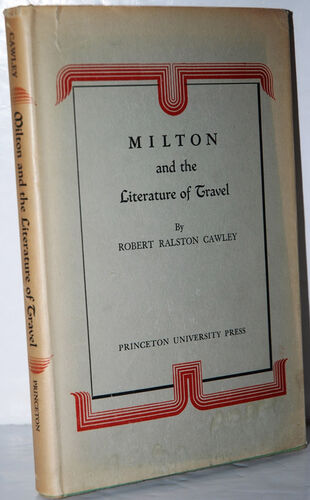 CAWLEY
Milton and the Literature of Travel
PRINCETON
MILTON
and the
Literature of Travel
By
ROBERT RALSTON CAWLEY
PRINCETON UNIVERSITY PRESS